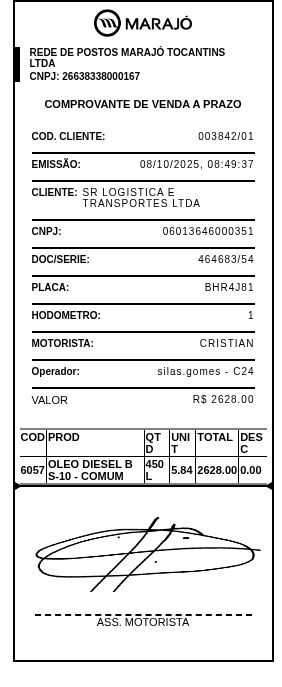 MARAJÓ
REDE DE POSTOS MARAJÓ TOCANTINS
LTDA
CNPJ: 26638338000167
COMPROVANTE DE VENDA A PRAZO
COD. CLIENTE: 003842/01
EMISSÃO: 08/10/2025, 08:49:37
CLIENTE: SR LOGISTICA E
TRANSPORTES LTDA
CNPJ: 06013646000351
DOC/SERIE: 464683/54
PLACA: BHR4J81
HODOMETRO: 1
MOTORISTA: CRISTIAN
Operador: silas.gomes - C24
VALOR R$ 2628.00
COD PROD QT UNI TOTAL DES
D T C
6057 OLEO DIESEL B 450 5.84 2628.00 0.00
S-10 - COMUM L
ASS. MOTORISTA